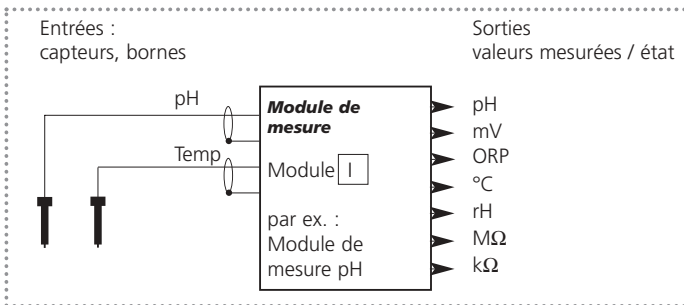 Entrées :
capteurs, bornes
Sorties
valeurs mesurées / état
pH
Temp
Module de
mesure
Module I
par ex. :
Module de
mesure pH
pH
mV
ORP
°C
rH
MΩ
kΩ